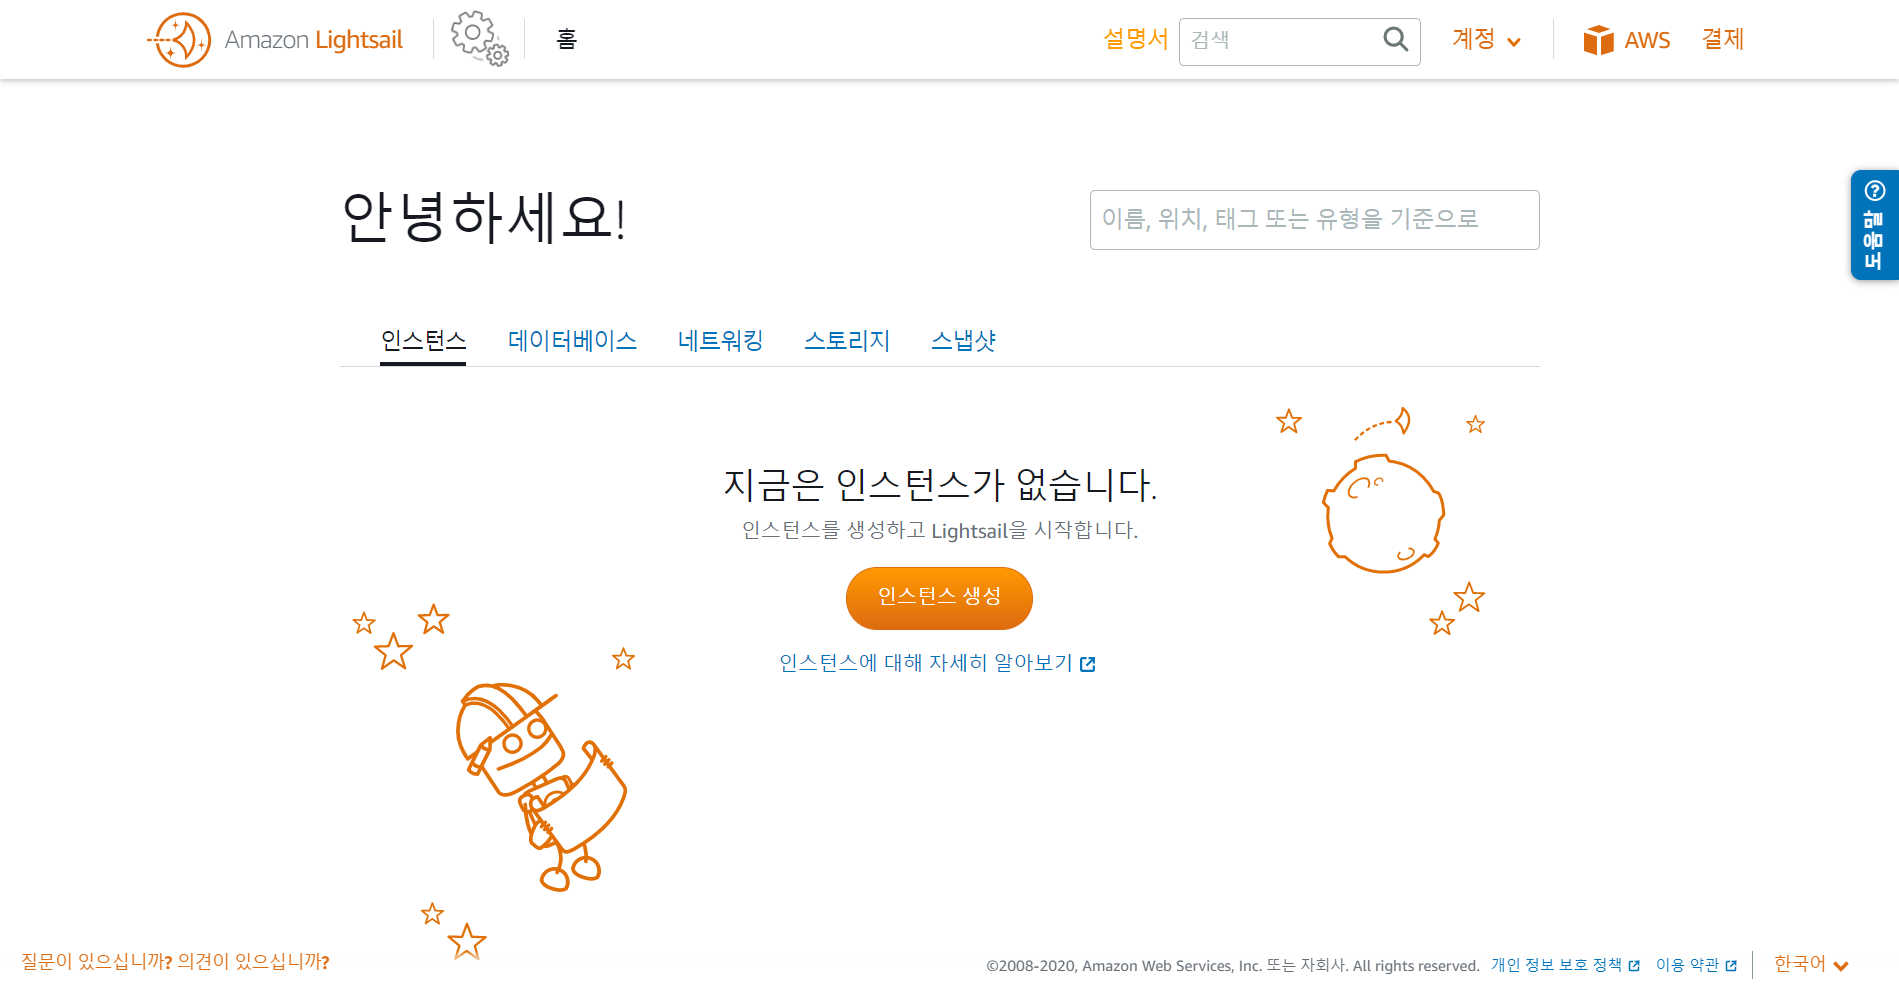 Amazon Lightsail
홈
설명서
검색
계정
AWS
결제
안녕하세요!
이름, 위치, 태그 또는 유형을 기준으로
도움말
인스턴스 데이터베이스 네트워킹 스토리지 스냅샷
지금은 인스턴스가 없습니다.
인스턴스를 생성하고 Lightsail을 시작합니다.
인스턴스 생성
인스턴스에 대해 자세히 알아보기
질문이 있으십니까? 의견이 있으십니까?
©2008-2020, Amazon Web Services, Inc. 또는 자회사. All rights reserved. 개인 정보 보호 정책 이용 약관
한국어